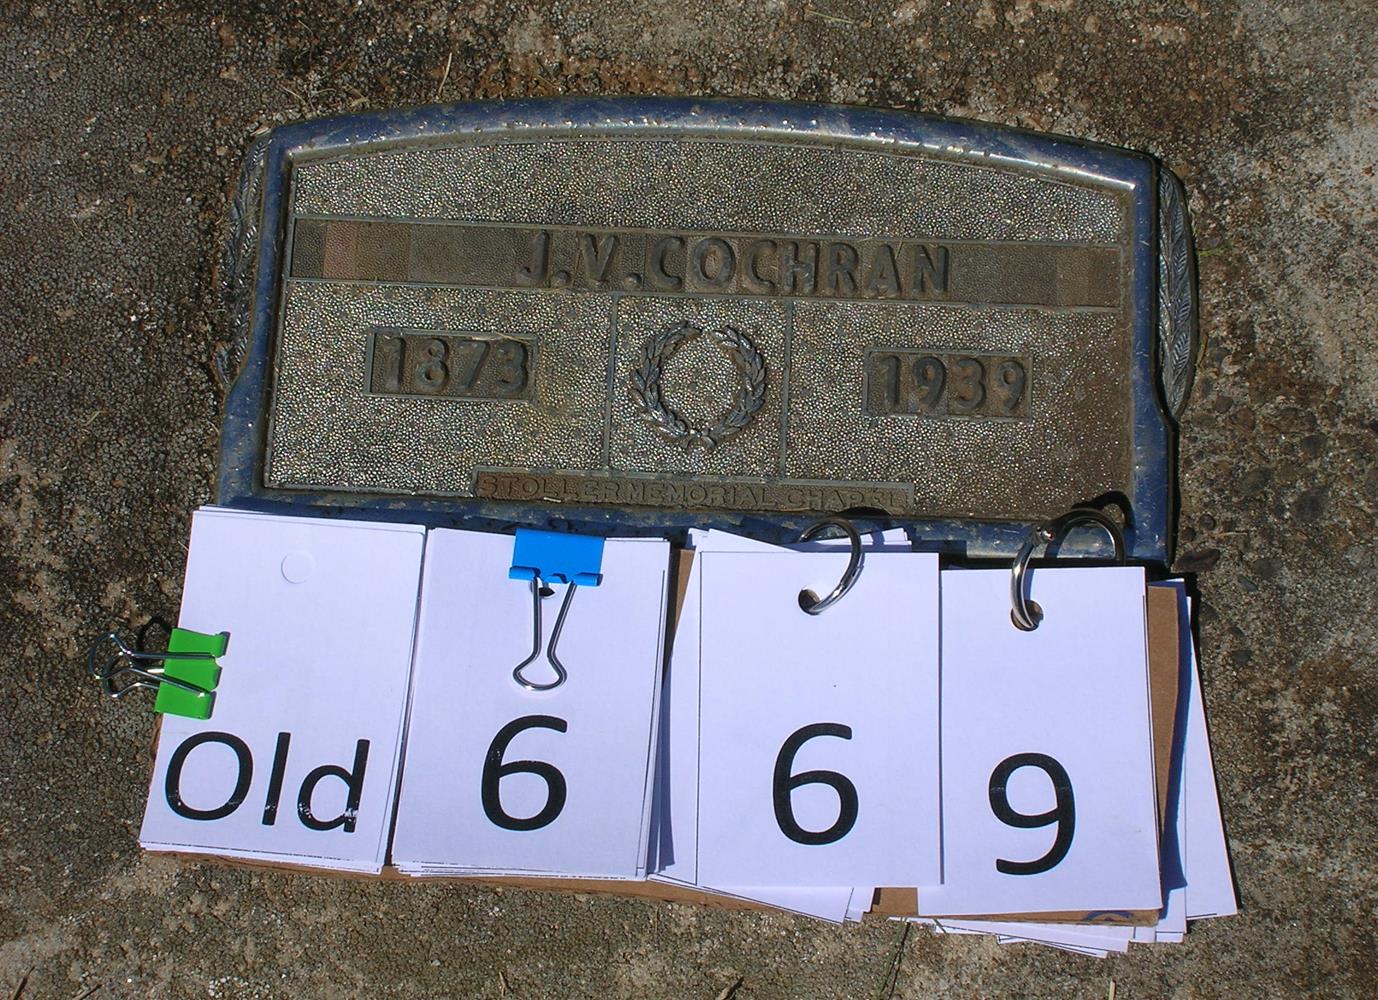 J.V. COCHRAN
1873 1939
STOLLER MEMORIAL CHAPEL
Old 6 6 9